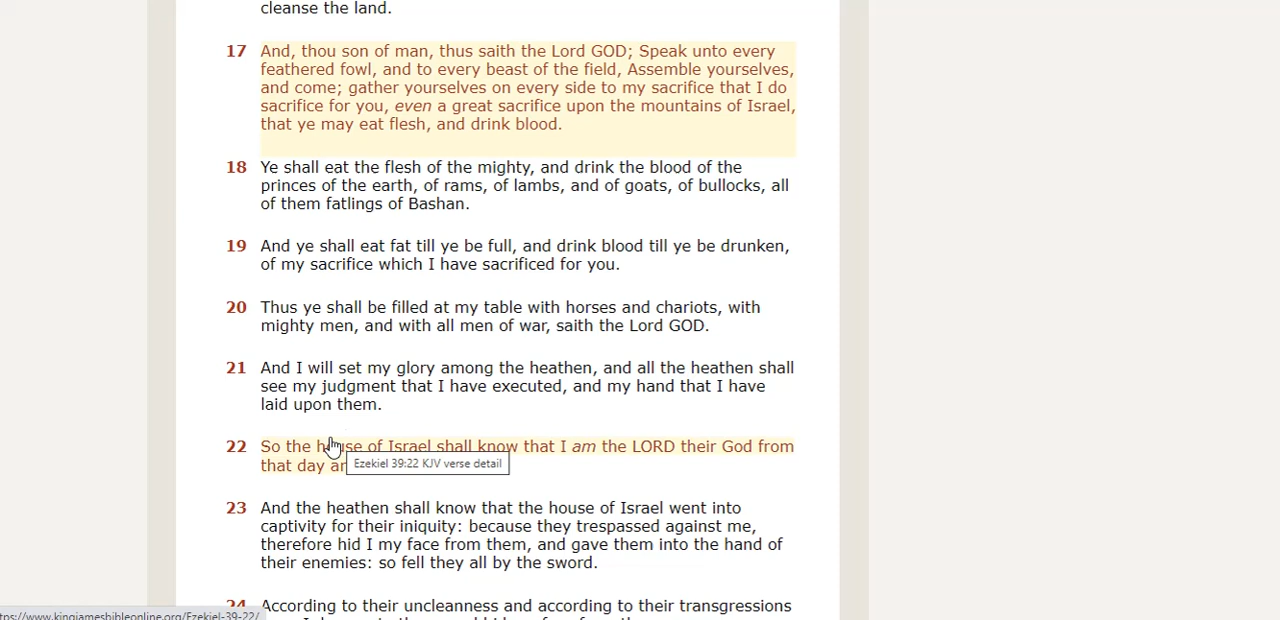 cleanse the land.
17 And, thou son of man, thus saith the Lord GOD; Speak unto every
feathered fowl, and to every beast of the field, Assemble yourselves,
and come; gather yourselves on every side to my sacrifice that I do
sacrifice for you, even a great sacrifice upon the mountains of Israel,
that ye may eat flesh, and drink blood.
18 Ye shall eat the flesh of the mighty, and drink the blood of the
princes of the earth, of rams, of lambs, and of goats, of bullocks, all
of them fatlings of Bashan.
19 And ye shall eat fat till ye be full, and drink blood till ye be drunken,
of my sacrifice which I have sacrificed for you.
20 Thus ye shall be filled at my table with horses and chariots, with
mighty men, and with all men of war, saith the Lord GOD.
21 And I will set my glory among the heathen, and all the heathen shall
see my judgment that I have executed, and my hand that I have
laid upon them.
22 So the house of Israel shall know that I am the LORD their God from
that day
Ezekiel 39:22 KJV verse detail
23 And the heathen shall know that the house of Israel went into
captivity for their iniquity: because they trespassed against me,
therefore hid I my face from them, and gave them into the hand of
their enemies: so fell they all by the sword.
24 According to their uncleanness and according to their transgressions
tps://www.kingjamesbibleonline.org/Ezekiel-39-22/